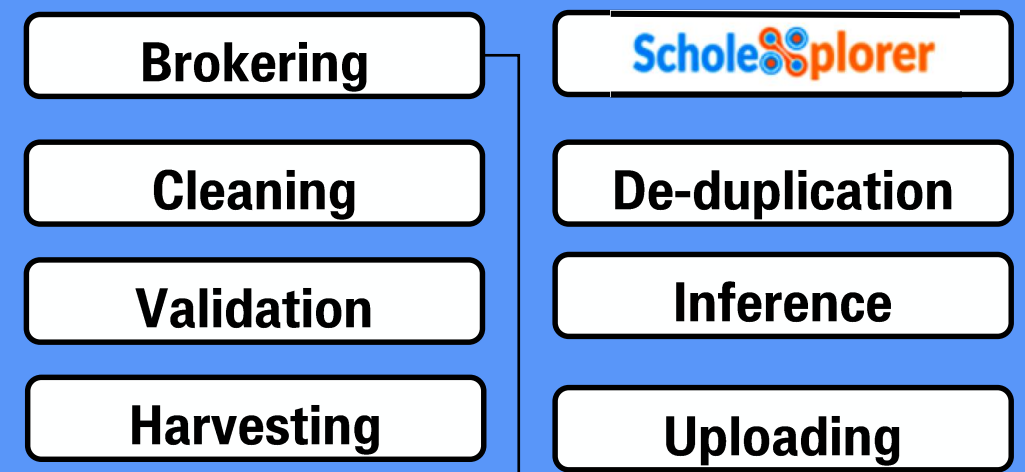 Brokering
ScholeXplorer
Cleaning
De-duplication
Validation
Inference
Harvesting
Uploading